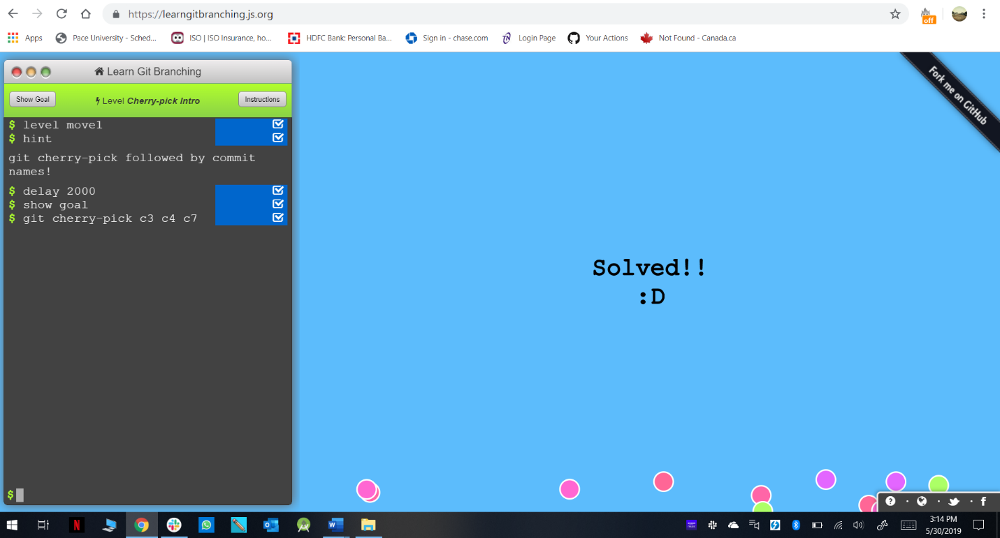 https://learngitbranching.js.org
off
Apps
Pace University - Sched...
ISO | ISO Insurance, ho...
HDFC Bank: Personal Ba...
Sign in - chase.com
Login Page
Your Actions
Not Found - Canada.ca
Learn Git Branching
Show Goal
Level Cherry-pick Intro
Instructions
Fork me on GitHub
$ level move1
$ hint
git cherry-pick followed by commit
names!
$ delay 2000
$ show goal
$ git cherry-pick c3 c4 c7
Solved!!
:D
$
3:14 PM
5/30/2019